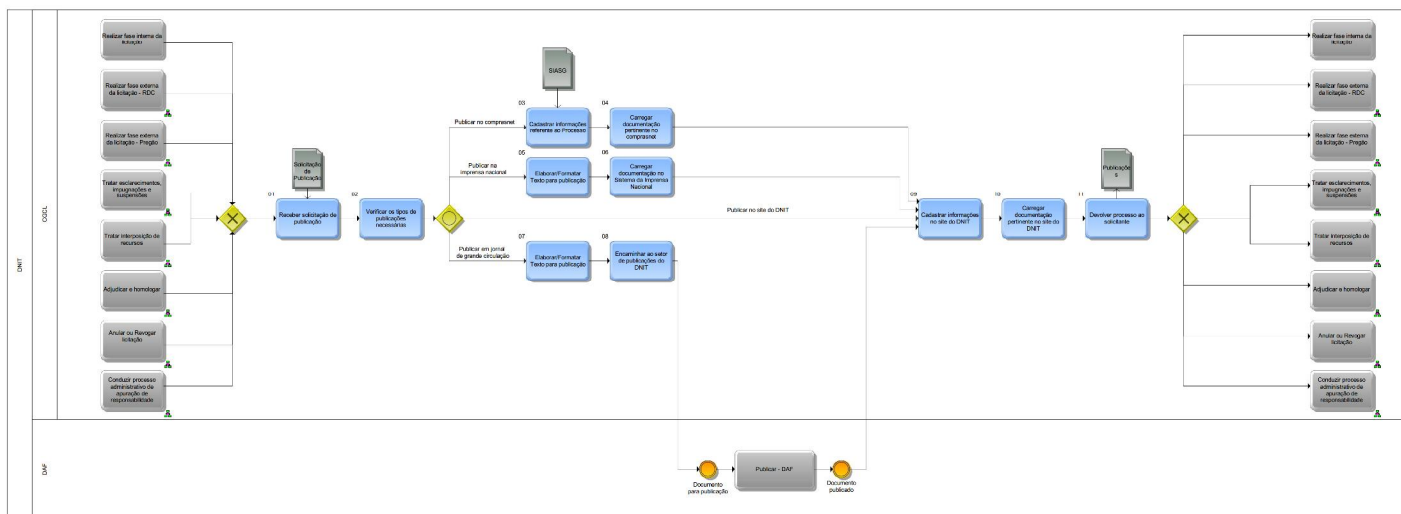 DNIT
CGCL
DAF
Realizar fase interna da
licitação
Realizar fase externa
da licitação - RDC
Realizar fase externa
da licitação - Pregão
Tratar esclarecimentos,
impugnações e
suspensões
Tratar interposição de
recursos
Adjudicar e homologar
Anular ou Revogar
licitação
Conduzir processo
administrativo de
apuração de
responsabilidade
Solicitação
de
Publicação
01
Receber solicitação de
publicação
02
Verificar os tipos de
publicações
necessárias
Publicar no comprasnet
SIASG
03
Cadastrar informações
referente ao Processo
04
Carregar
documentação
pertinente no
comprasnet
Publicar na
imprensa nacional
05
Elaborar/Formatar
Texto para publicação
06
Carregar
documentação no
Sistema da Imprensa
Nacional
Publicar no site do DNIT
Publicar em jornal
de grande circulação
07
Elaborar/Formatar
Texto para publicação
08
Encaminhar ao setor
de publicações do
DNIT
09
Cadastrar informações
no site do DNIT
10
Carregar
documentação
pertinente no site do
DNIT
Publicaçõe
s
11
Devolver processo ao
solicitante
Realizar fase interna da
licitação
Realizar fase externa
da licitação - RDC
Realizar fase externa
da licitação - Pregão
Tratar esclarecimentos,
impugnações e
suspensões
Tratar interposição de
recursos
Adjudicar e homologar
Anular ou Revogar
licitação
Conduzir processo
administrativo de
apuração de
responsabilidade
Documento
para publicação
Publicar - DAF
Documento
publicado